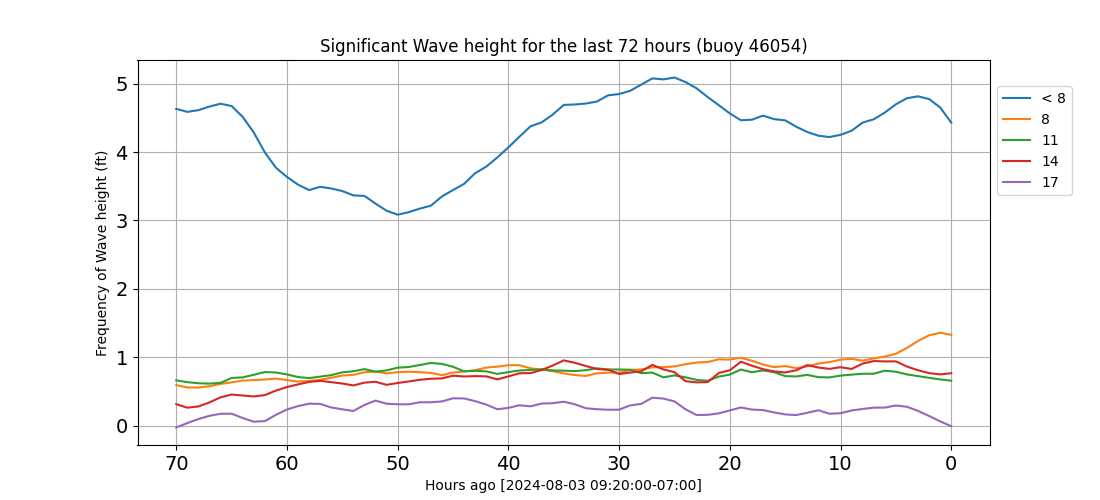 Significant Wave height for the last 72 hours (buoy 46054)
Frequency of Wave height (ft)
5
4
3
2
1
0
70 60 50 40 30 20 10 0
Hours ago [2024-08-03 09:20:00-07:00]
< 8
8
11
14
17